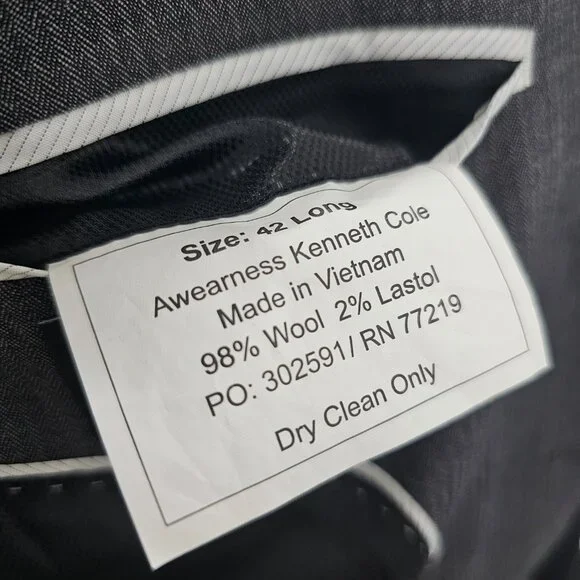 Size: 42 Long
Awearness Kenneth Cole
Made in Vietnam
98% Wool 2% Lastol
PO: 302591/ RN 77219
Dry Clean Only